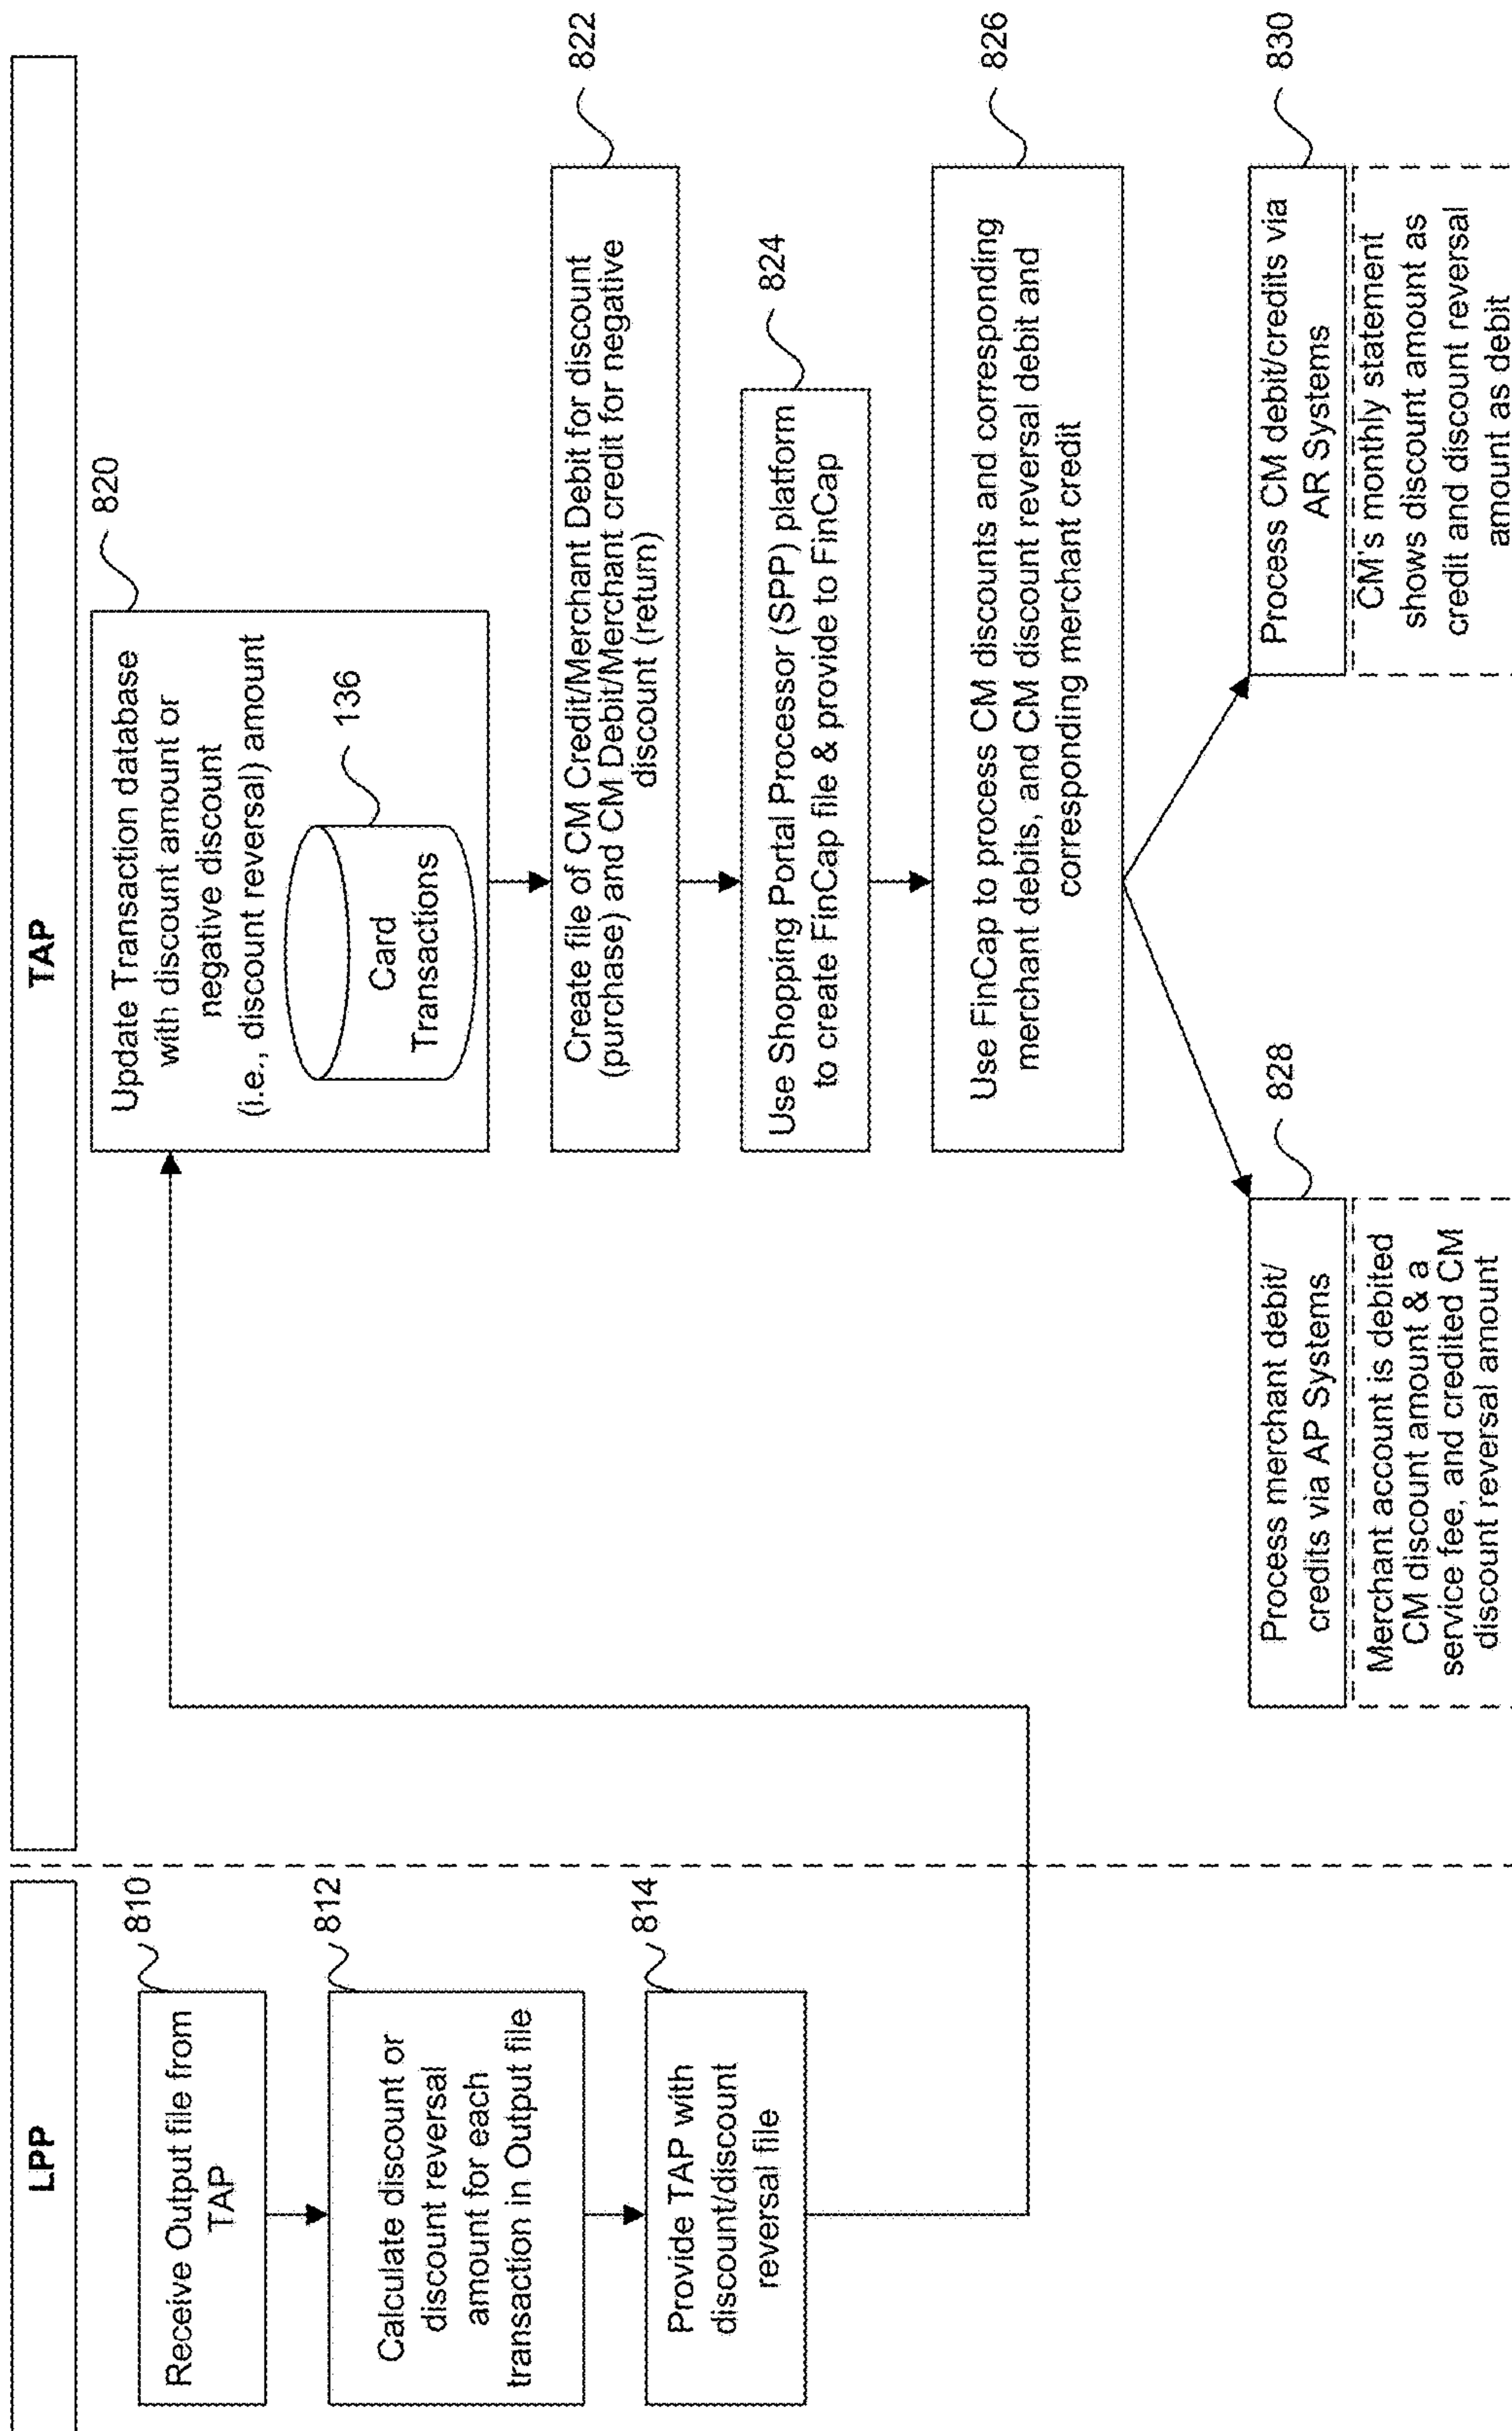 LPP
Receive Output file from
TAP
810
Calculate discount or
discount reversal
amount for each
transaction in Output file
812
Provide TAP with
discount/discount
reversal file
814
TAP
Update Transaction database
with discount amount or
negative discount
(i.e., discount reversal) amount
820
Card
Transactions
136
Create file of CM Credit/Merchant Debit for discount
(purchase) and CM Debit/Merchant credit for negative
discount (return)
822
Use Shopping Portal Processor (SPP) platform
to create FinCap file & provide to FinCap
824
Use FinCap to process CM discounts and corresponding
merchant debits, and CM discount reversal debit and
corresponding merchant credit
826
Process merchant debit/
credits via AP Systems
828
Merchant account is debited
CM discount amount & a
service fee, and credited CM
discount reversal amount
Process CM debit/credits via
AR Systems
830
CM's monthly statement
shows discount amount as
credit and discount reversal
amount as debit